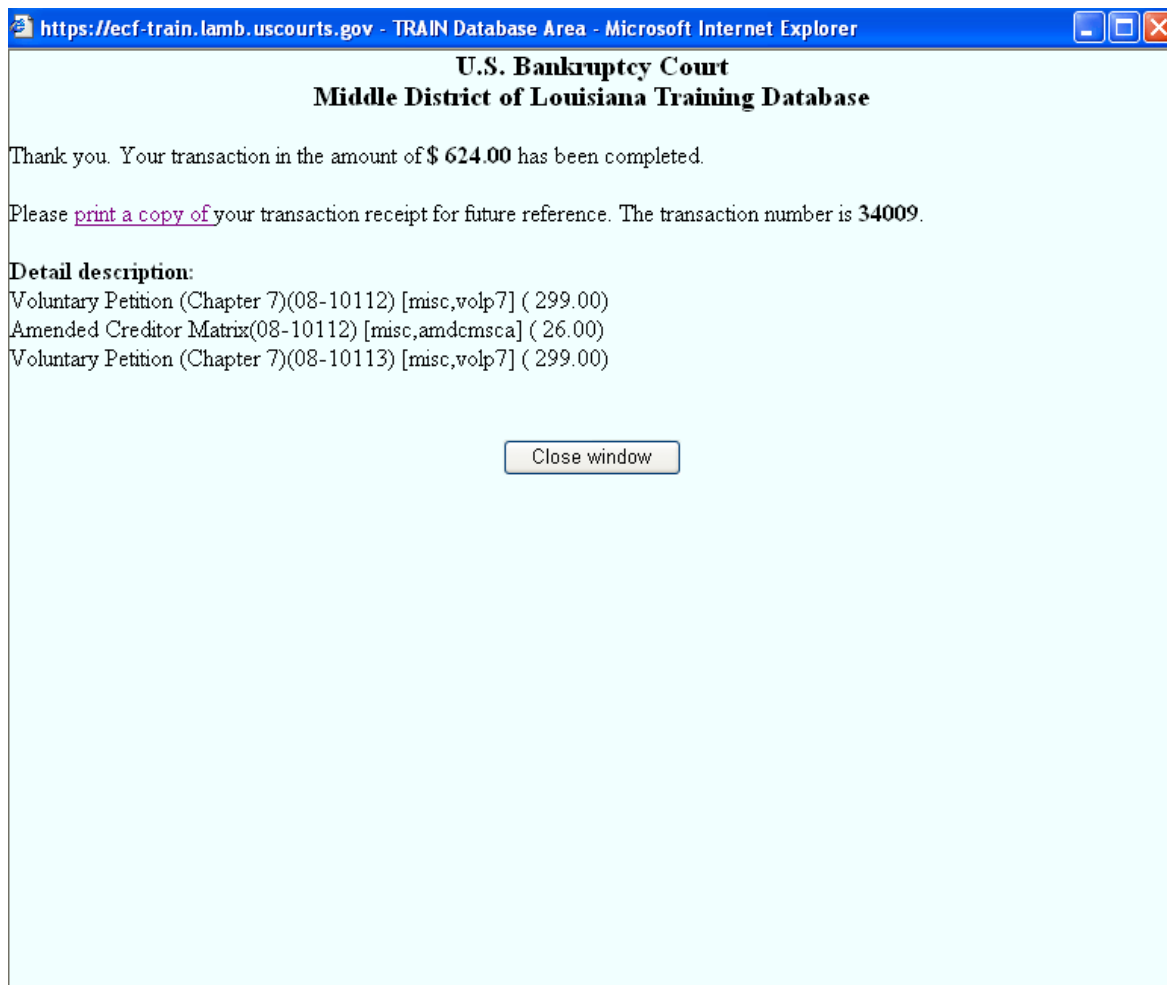 https://ecf-train.lamb.uscourts.gov - TRAIN Database Area - Microsoft Internet Explorer
U.S. Bankruptcy Court
Middle District of Louisiana Training Database
Thank you. Your transaction in the amount of $ 624.00 has been completed.
Please print a copy of your transaction receipt for future reference. The transaction number is 34009.
Detail description:
Voluntary Petition (Chapter 7)(08-10112) [misc,volp7] ( 299.00)
Amended Creditor Matrix(08-10112) [misc,amdcmsca] ( 26.00)
Voluntary Petition (Chapter 7)(08-10113) [misc,volp7] ( 299.00)
Close window